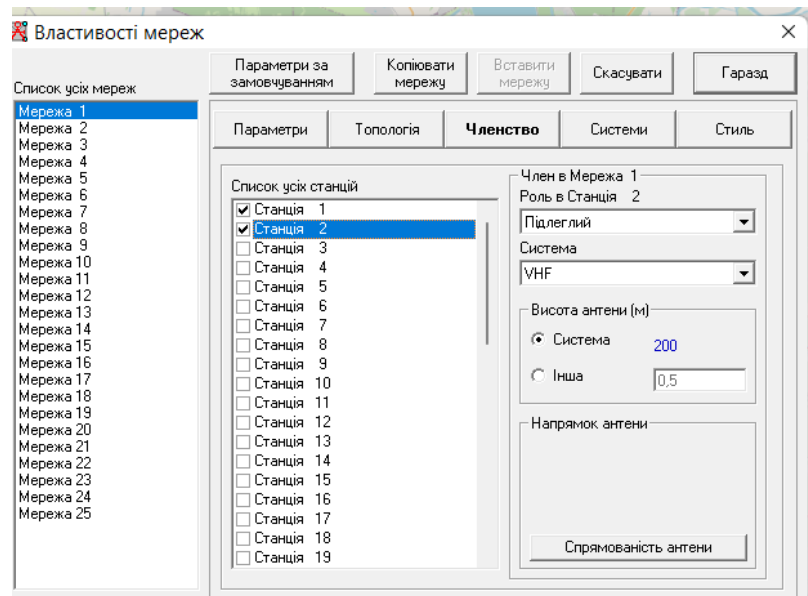 Властивості мереж
Список усіх мереж
Параметри за замовчуванням
Копіювати мережу
Вставити мережу
Скасувати
Гаразд
Мережа 1
Мережа 2
Мережа 3
Мережа 4
Мережа 5
Мережа 6
Мережа 7
Мережа 8
Мережа 9
Мережа 10
Мережа 11
Мережа 12
Мережа 13
Мережа 14
Мережа 15
Мережа 16
Мережа 17
Мережа 18
Мережа 19
Мережа 20
Мережа 21
Мережа 22
Мережа 23
Мережа 24
Мережа 25
Параметри
Топологія
Членство
Системи
Стиль
Список усіх станцій
Станція 1
Станція 2
Станція 3
Станція 4
Станція 5
Станція 6
Станція 7
Станція 8
Станція 9
Станція 10
Станція 11
Станція 12
Станція 13
Станція 14
Станція 15
Станція 16
Станція 17
Станція 18
Станція 19
Член в Мережа 1
Роль в Станція 2
Підлеглий
Система
VHF
Висота антени (м)
Система 200
Інша 0,5
Напрямок антени
Спрямованість антени